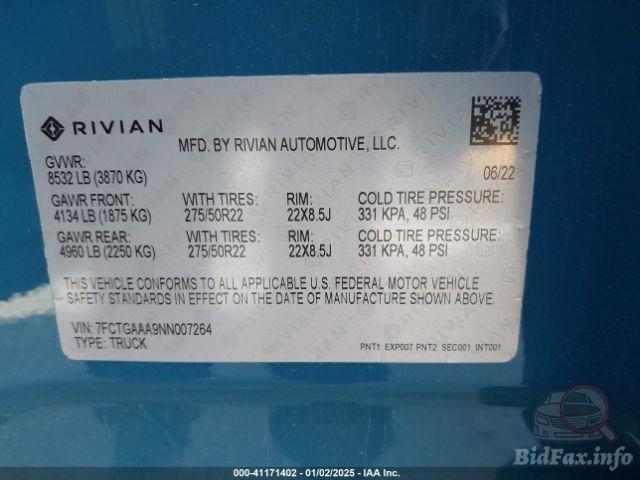 RIVIAN
MFD. BY RIVIAN AUTOMOTIVE, LLC.
GVWR:
8532 LB (3870 KG) 06/22
GAWR FRONT: WITH TIRES: RIM: COLD TIRE PRESSURE:
4134 LB (1875 KG) 275/50R22 22X8.5J 331 KPA, 48 PSI
GAWR REAR: WITH TIRES: RIM: COLD TIRE PRESSURE:
4960 LB (2250 KG) 275/50R22 22X8.5J 331 KPA, 48 PSI
THIS VEHICLE CONFORMS TO ALL APPLICABLE U.S. FEDERAL MOTOR VEHICLE
SAFETY STANDARDS IN EFFECT ON THE DATE OF MANUFACTURE SHOWN ABOVE.
VIN: 7FCTGAAA9NN007264
TYPE: TRUCK PNT1: EXP007 PNT2: SEC001 INT001
000-41171402 - 01/02/2025 - IAA Inc.
BidFax.info